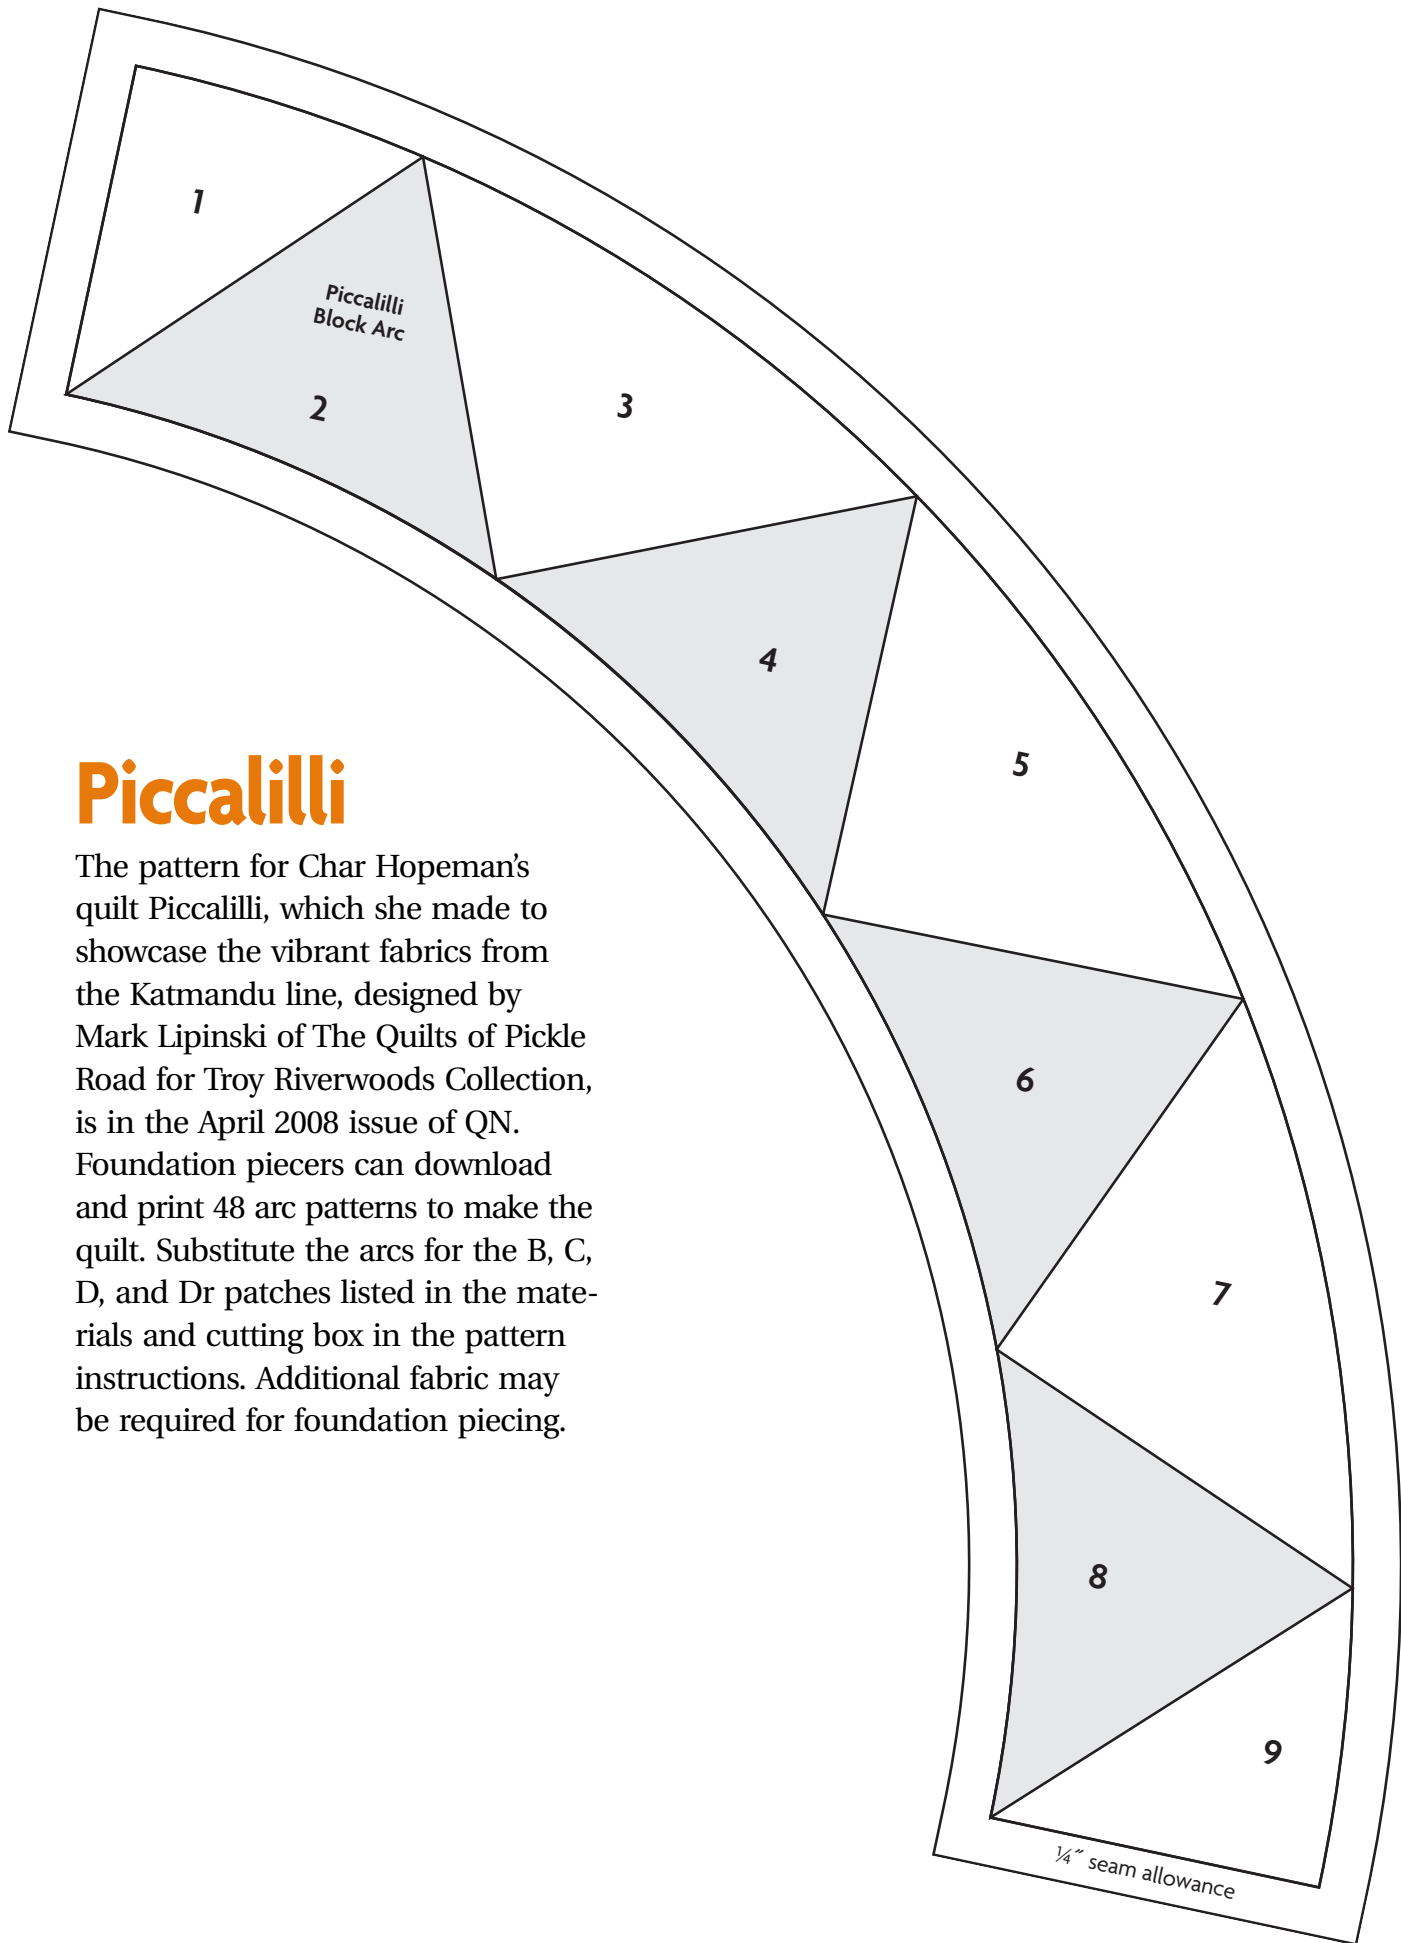 1
Piccalilli
Block Arc
2
3
4
5
6
7
8
9
¼″ seam allowance
Piccalilli
The pattern for Char Hopeman’s
quilt Piccalilli, which she made to
showcase the vibrant fabrics from
the Katmandu line, designed by
Mark Lipinski of The Quilts of Pickle
Road for Troy Riverwoods Collection,
is in the April 2008 issue of QN.
Foundation piecers can download
and print 48 arc patterns to make the
quilt. Substitute the arcs for the B, C,
D, and Dr patches listed in the mate-
rials and cutting box in the pattern
instructions. Additional fabric may
be required for foundation piecing.